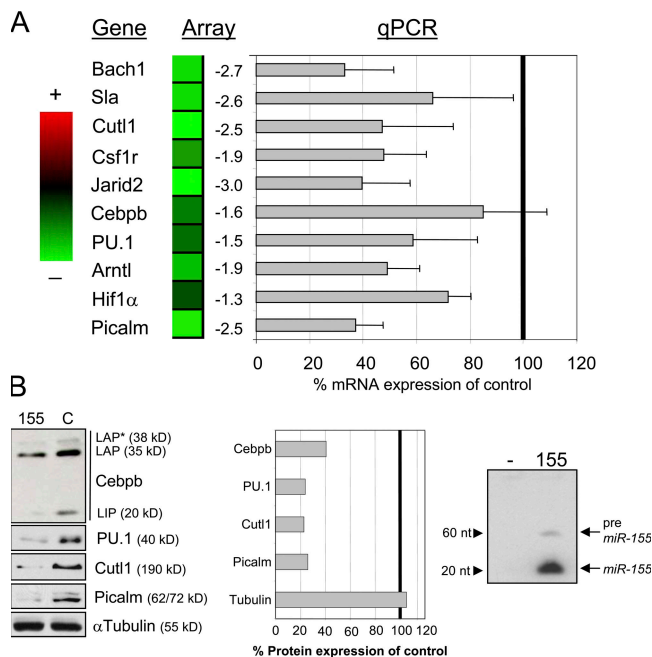 A
Gene Array qPCR
+
–
Bach1 -2.7
Sla -2.6
Cutl1 -2.5
Csf1r -1.9
Jarid2 -3.0
Cebpb -1.6
PU.1 -1.5
Arntl -1.9
Hif1α -1.3
Picalm -2.5
0 20 40 60 80 100 120
% mRNA expression of control
B
155 C
LAP* (38 kD)
LAP (35 kD)
Cebpb
LIP (20 kD)
PU.1 (40 kD)
Cutl1 (190 kD)
Picalm (62/72 kD)
αTubulin (55 kD)
Cebpb
PU.1
Cutl1
Picalm
Tubulin
0 20 40 60 80 100 120
% Protein expression of control
- 155
60 nt
20 nt
pre
miR-155
miR-155